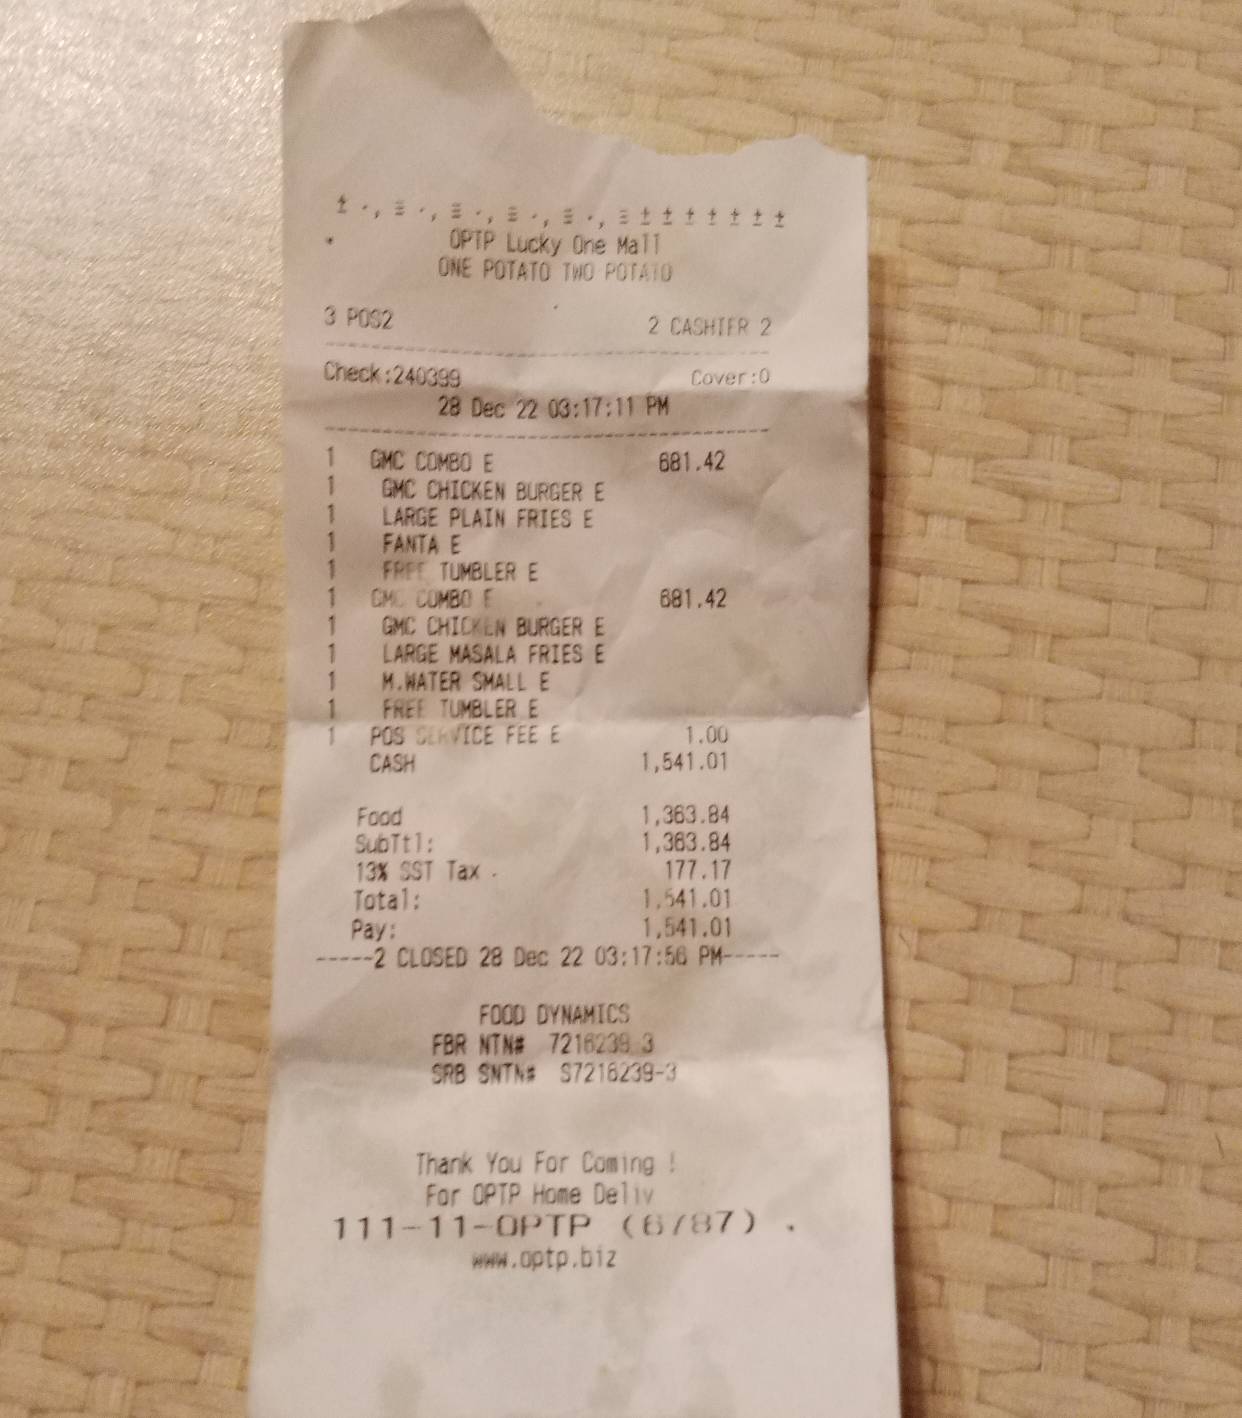 OPTP Lucky One Mall
ONE POTATO TWO POTATO
3 POS2 2 CASHIER 2
Check:240399 Cover:0
28 Dec 22 03:17:11 PM
1 GMC COMBO E 681.42
1 GMC CHICKEN BURGER E
1 LARGE PLAIN FRIES E
1 FANTA E
1 FREE TUMBLER E
1 GMC COMBO E 681.42
1 GMC CHICKEN BURGER E
1 LARGE MASALA FRIES E
1 M.WATER SMALL E
1 FREE TUMBLER E
1 POS SERVICE FEE E 1.00
CASH 1,541.01
Food 1,363.84
SubTtl: 1,363.84
13% SST Tax 177.17
Total: 1,541.01
Pay: 1,541.01
-----2 CLOSED 28 Dec 22 03:17:56 PM-----
FOOD DYNAMICS
FBR NTN# 7216239-3
SRB SNTN# S7216239-3
Thank You For Coming !
For OPTP Home Deliv
111-11-OPTP (6787) .
www.optp.biz